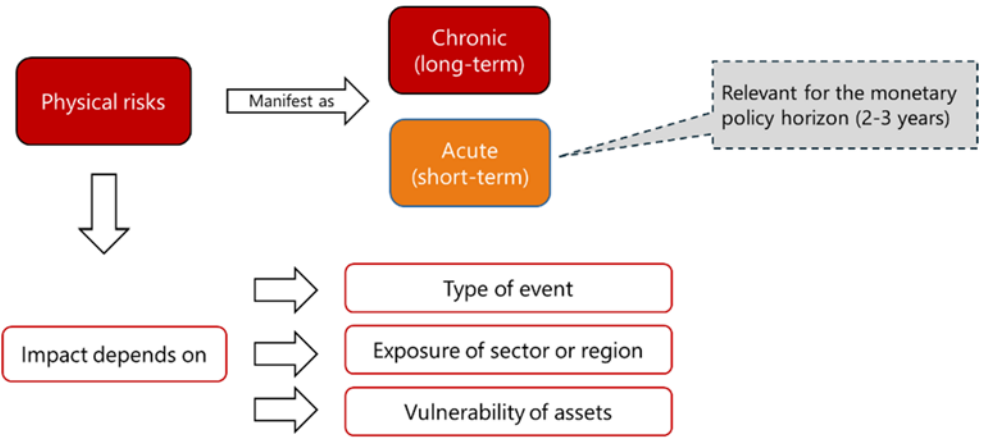 Physical risks
Manifest as
Chronic
(long-term)
Acute
(short-term)
Relevant for the monetary
policy horizon (2-3 years)
Impact depends on
Type of event
Exposure of sector or region
Vulnerability of assets